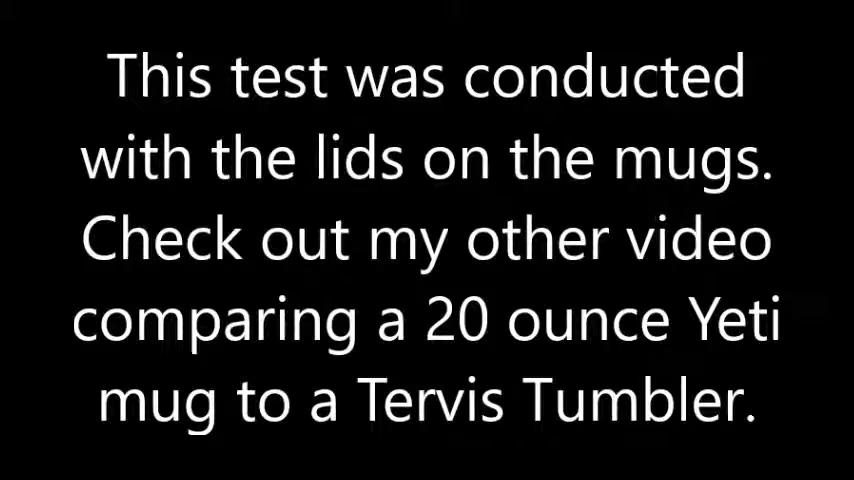 This test was conducted
with the lids on the mugs.
Check out my other video
comparing a 20 ounce Yeti
mug to a Tervis Tumbler.